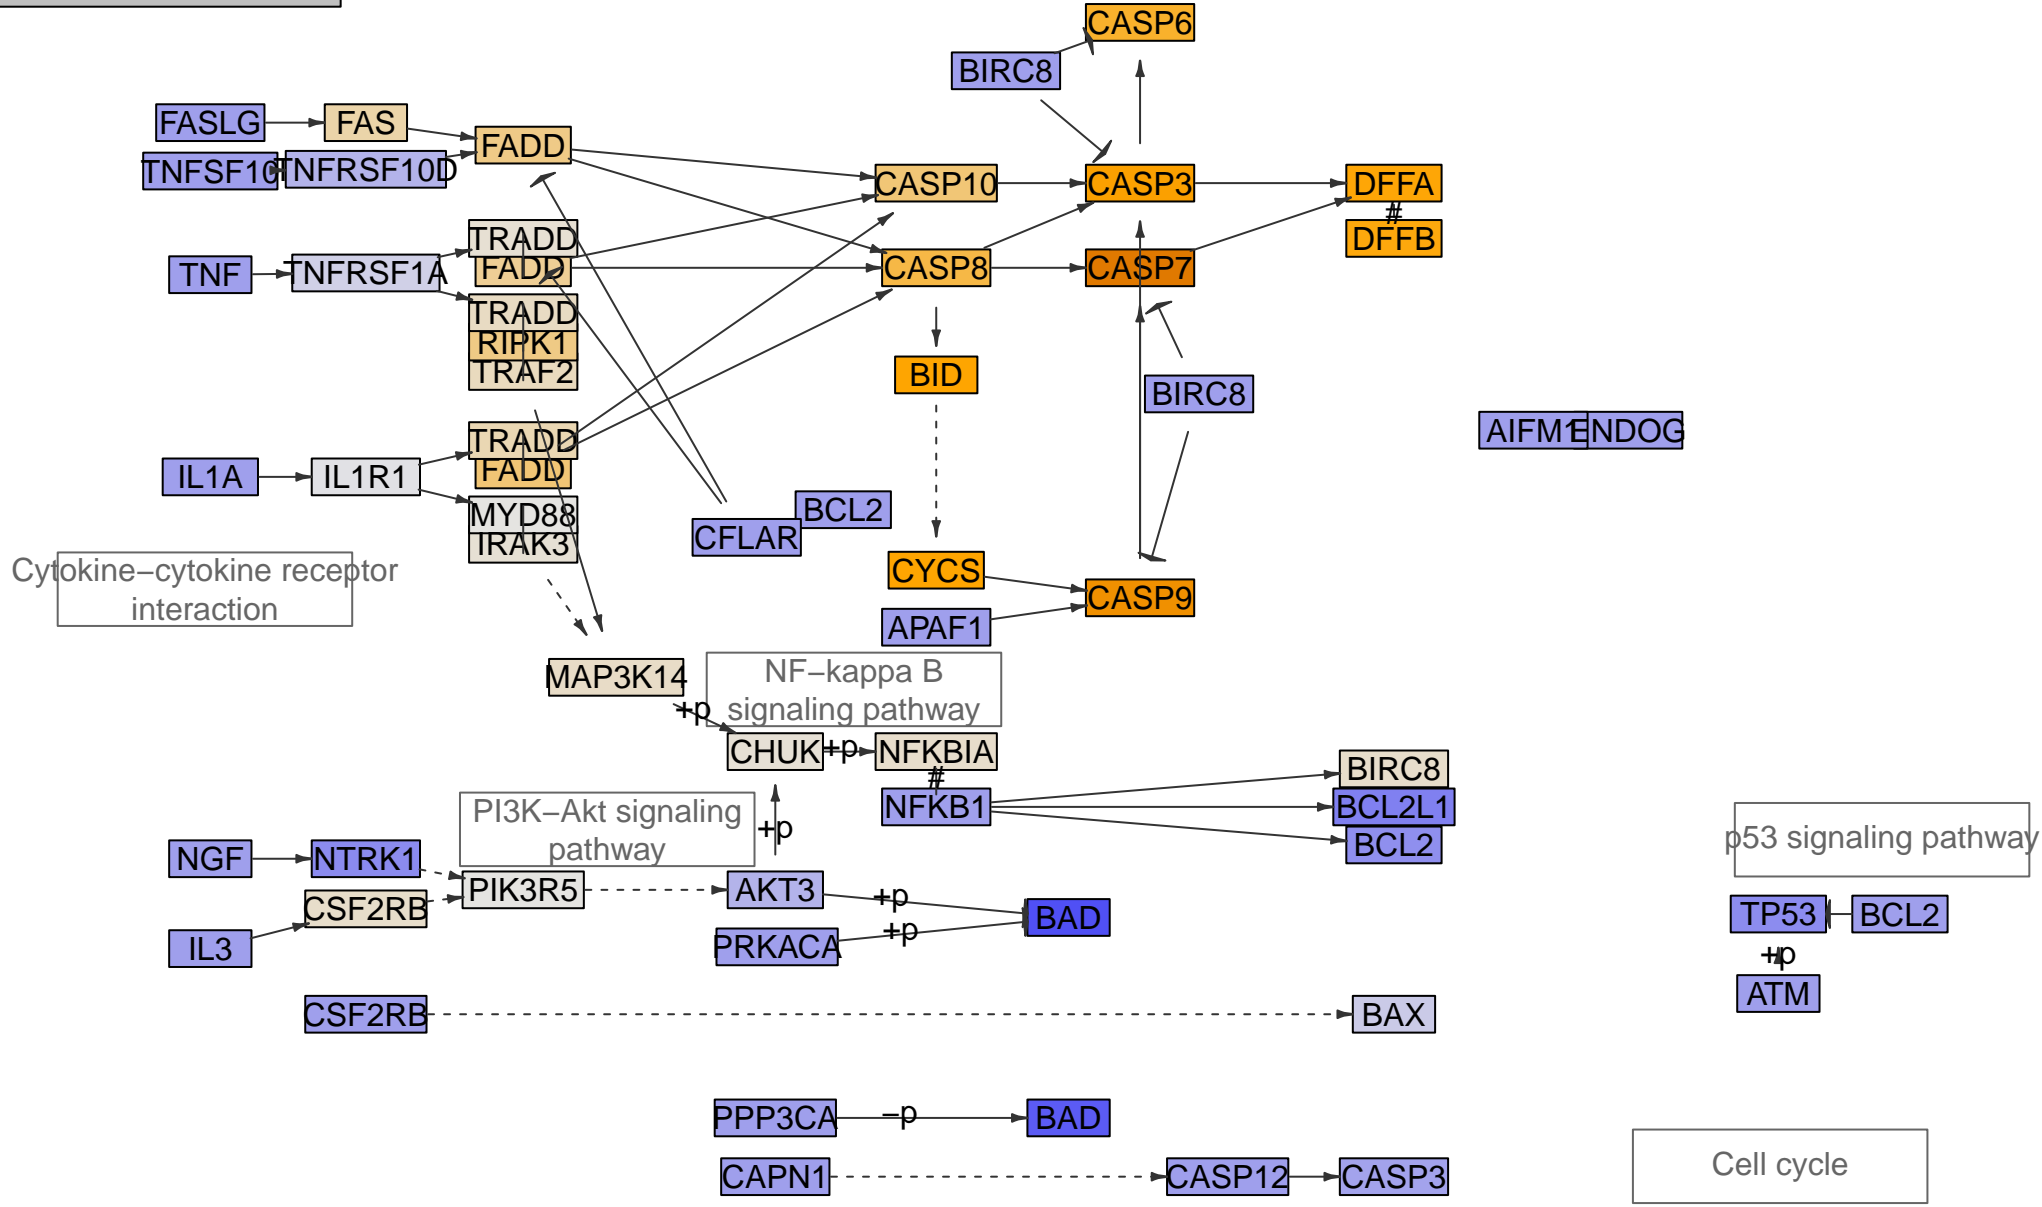 CASP6
BIRC8
FASLG
FAS
FADD
TNFSF10
TNFRSF10D
CASP10
CASP3
DFFA
#
DFFB
TRADD
FADD
TNF
TNFRSF1A
CASP8
CASP7
TRADD
RIPK1
TRAF2
BID
BIRC8
AIFM1
ENDOG
TRADD
FADD
IL1A
IL1R1
MYD88
IRAK3
BCL2
CFLAR
Cytokine−cytokine receptor
interaction
CYCS
CASP9
APAF1
MAP3K14
NF−kappa B
signaling pathway
+p
CHUK
+p
NFKBIA
#
NFKB1
BIRC8
BCL2L1
BCL2
PI3K−Akt signaling
pathway
+p
p53 signaling pathway
NGF
NTRK1
PIK3R5
AKT3
+p
CSF2RB
BAD
IL3
PRKACA
+p
TP53
BCL2
+p
ATM
CSF2RB
BAX
PPP3CA
−p
BAD
CAPN1
CASP12
CASP3
Cell cycle